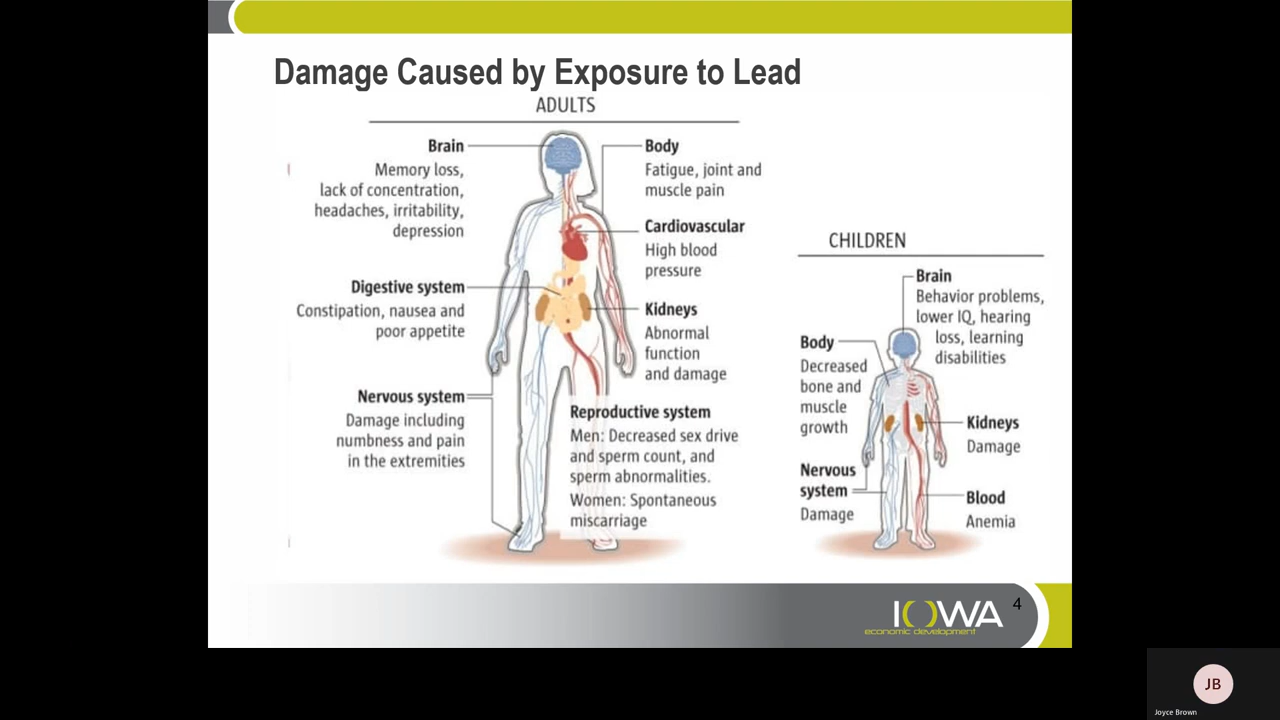 Damage Caused by Exposure to Lead
ADULTS
Brain
Memory loss,
lack of concentration,
headaches, irritability,
depression
Digestive system
Constipation, nausea and
poor appetite
Nervous system
Damage including
numbness and pain
in the extremities
Body
Fatigue, joint and
muscle pain
Cardiovascular
High blood
pressure
Kidneys
Abnormal
function
and damage
Reproductive system
Men: Decreased sex drive
and sperm count, and
sperm abnormalities.
Women: Spontaneous
miscarriage
CHILDREN
Brain
Behavior problems,
lower IQ, hearing
loss, learning
disabilities
Body
Decreased
bone and
muscle
growth
Nervous
system
Damage
Kidneys
Damage
Blood
Anemia
IOWA
economic development
4
JB
Joyce Brown